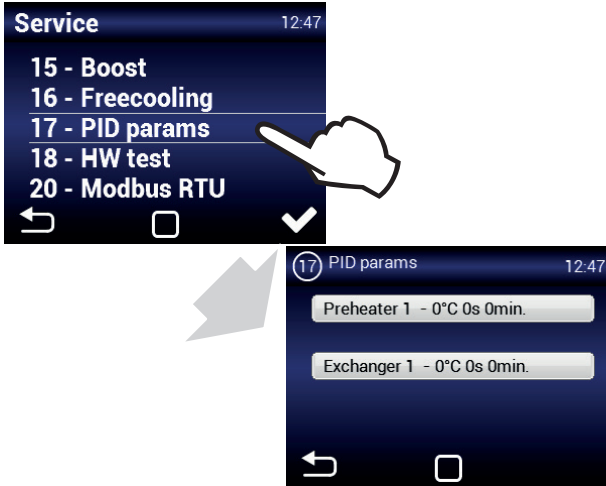 Service 12:47
15 - Boost
16 - Freecooling
17 - PID params
18 - HW test
20 - Modbus RTU
17 PID params 12:47
Preheater 1 - 0°C 0s 0min.
Exchanger 1 - 0°C 0s 0min.